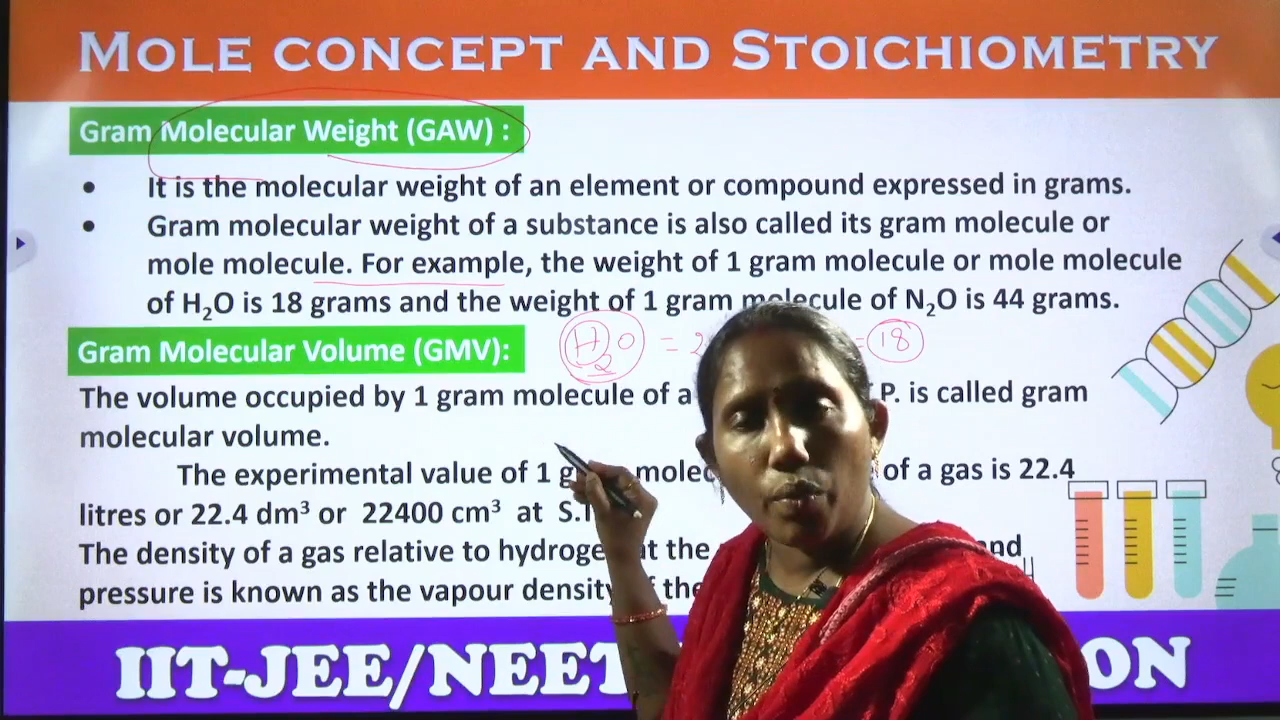 MOLE CONCEPT AND STOICHIOMETRY
Gram Molecular Weight (GAW) :
• It is the molecular weight of an element or compound expressed in grams.
• Gram molecular weight of a substance is also called its gram molecule or
mole molecule. For example, the weight of 1 gram molecule or mole molecule
of H₂O is 18 grams and the weight of 1 gram molecule of N₂O is 44 grams.
H₂O = 2 = 18
Gram Molecular Volume (GMV):
The volume occupied by 1 gram molecule of a P. is called gram
molecular volume.
The experimental value of 1 of a gas is 22.4
litres or 22.4 dm³ or 22400 cm³ at
The density of a gas relative to at the and
pressure is known as the vapour density the
IIT-JEE/NEET ON